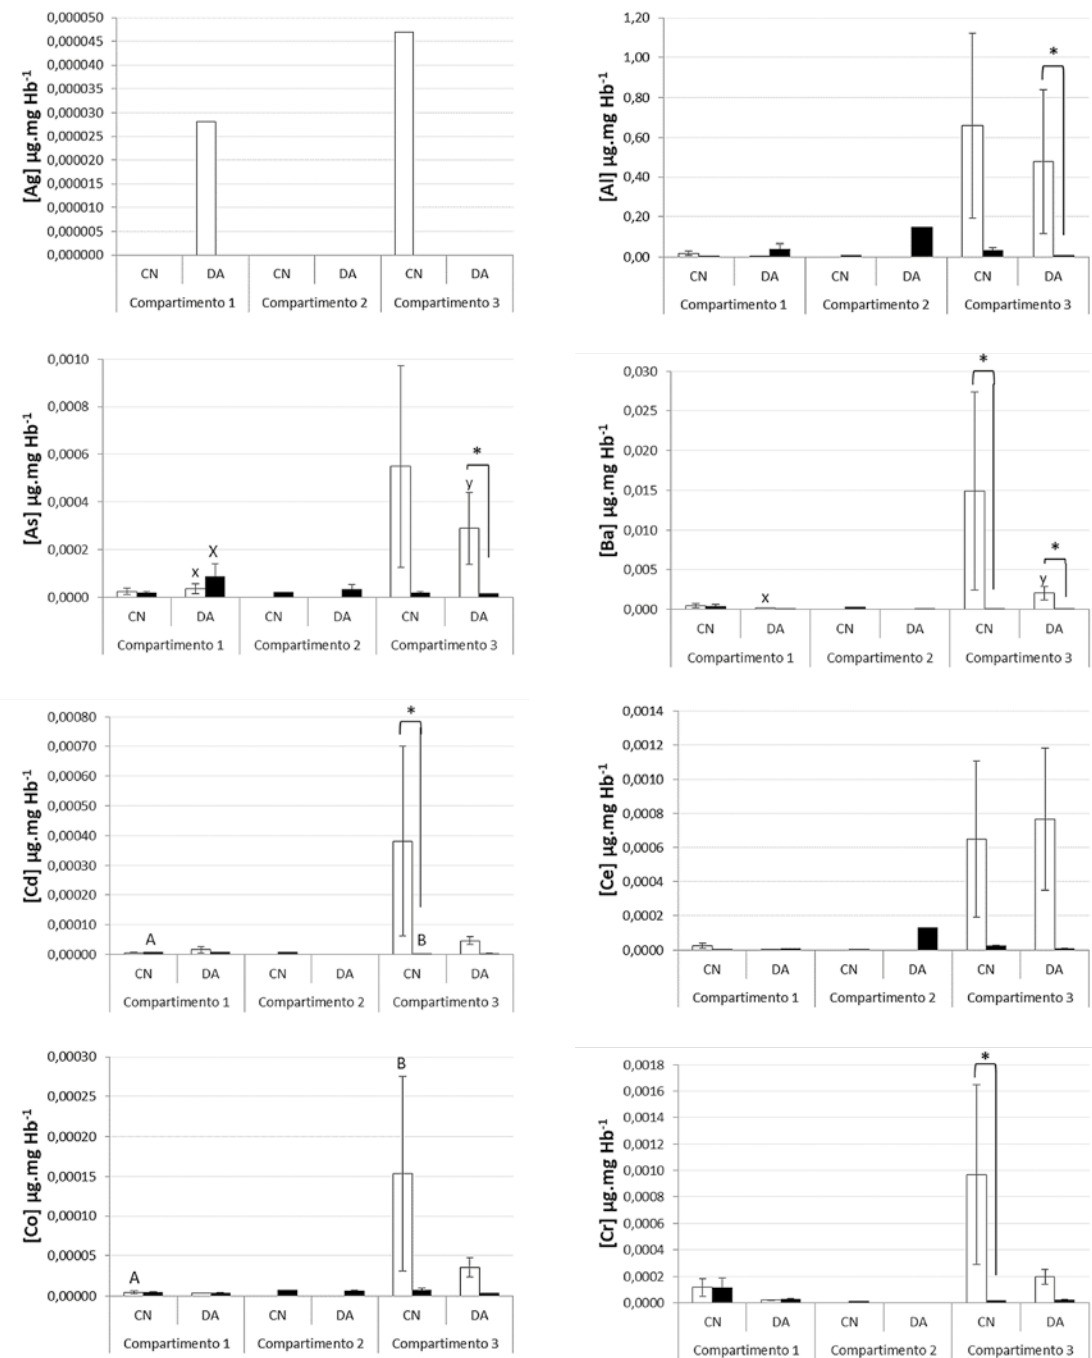 0,000050
0,000045
0,000040
0,000035
0,000030
0,000025
0,000020
0,000015
0,000010
0,000005
0,000000
[Ag] µg.mg Hb⁻¹
CN DA CN DA CN DA
Compartimento 1 Compartimento 2 Compartimento 3
1,20
1,00
0,80
0,60
0,40
0,20
0,00
[Al] µg.mg Hb⁻¹
*
CN DA CN DA CN DA
Compartimento 1 Compartimento 2 Compartimento 3
0,0010
0,0008
0,0006
0,0004
0,0002
0,0000
[As] µg.mg Hb⁻¹
*
y
X
x
CN DA CN DA CN DA
Compartimento 1 Compartimento 2 Compartimento 3
0,030
0,025
0,020
0,015
0,010
0,005
0,000
[Ba] µg.mg Hb⁻¹
*
*
y
x
CN DA CN DA CN DA
Compartimento 1 Compartimento 2 Compartimento 3
0,00080
0,00070
0,00060
0,00050
0,00040
0,00030
0,00020
0,00010
0,00000
[Cd] µg.mg Hb⁻¹
*
A B
CN DA CN DA CN DA
Compartimento 1 Compartimento 2 Compartimento 3
0,0014
0,0012
0,0010
0,0008
0,0006
0,0004
0,0002
0,0000
[Ce] µg.mg Hb⁻¹
CN DA CN DA CN DA
Compartimento 1 Compartimento 2 Compartimento 3
0,00030
0,00025
0,00020
0,00015
0,00010
0,00005
0,00000
[Co] µg.mg Hb⁻¹
B
A
CN DA CN DA CN DA
Compartimento 1 Compartimento 2 Compartimento 3
0,0018
0,0016
0,0014
0,0012
0,0010
0,0008
0,0006
0,0004
0,0002
0,0000
[Cr] µg.mg Hb⁻¹
*
CN DA CN DA CN DA
Compartimento 1 Compartimento 2 Compartimento 3